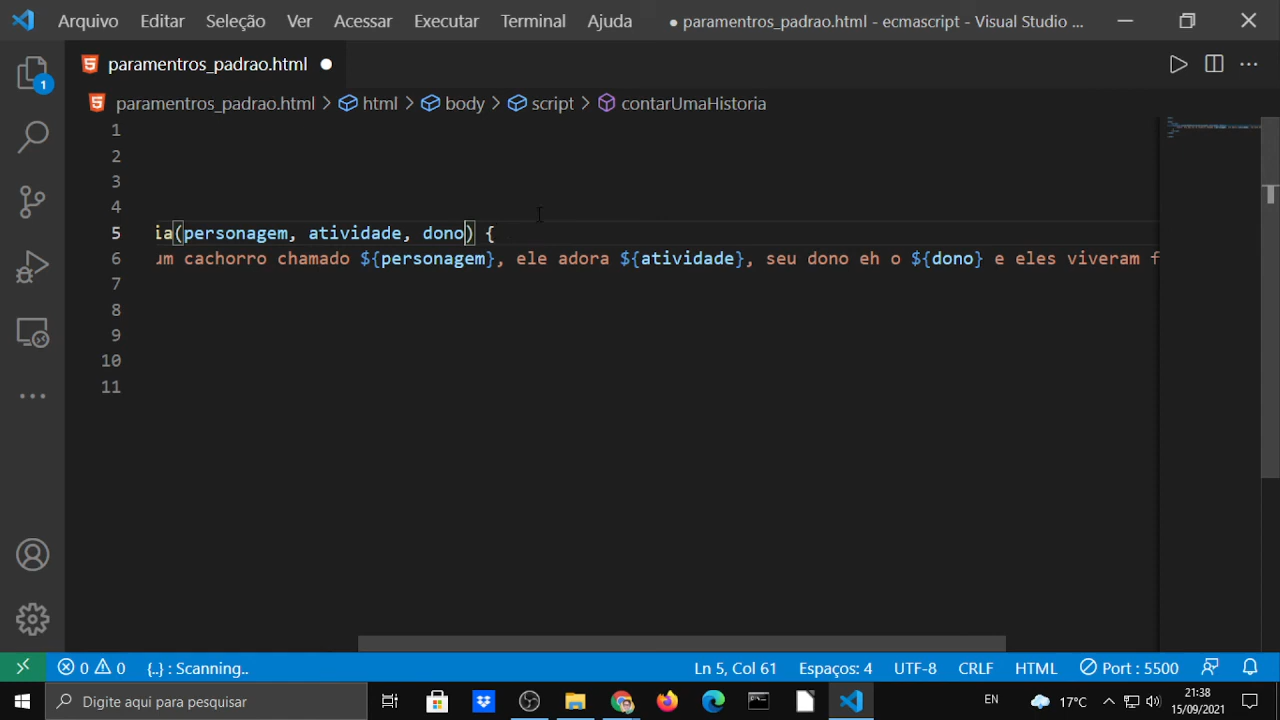 Arquivo Editar Seleção Ver Acessar Executar Terminal Ajuda ● paramentros_padrao.html - ecmascript - Visual Studio ...
paramentros_padrao.html
1
paramentros_padrao.html > html > body > script > contarUmaHistoria
1
2
3
4
5 ia(personagem, atividade, dono) {
6 um cachorro chamado ${personagem}, ele adora ${atividade}, seu dono eh o ${dono} e eles viveram f
7
8
9
10
11
0 0 {..} : Scanning.. Ln 5, Col 61 Espaços: 4 UTF-8 CRLF HTML Port : 5500
Digite aqui para pesquisar EN 17°C 21:38
15/09/2021